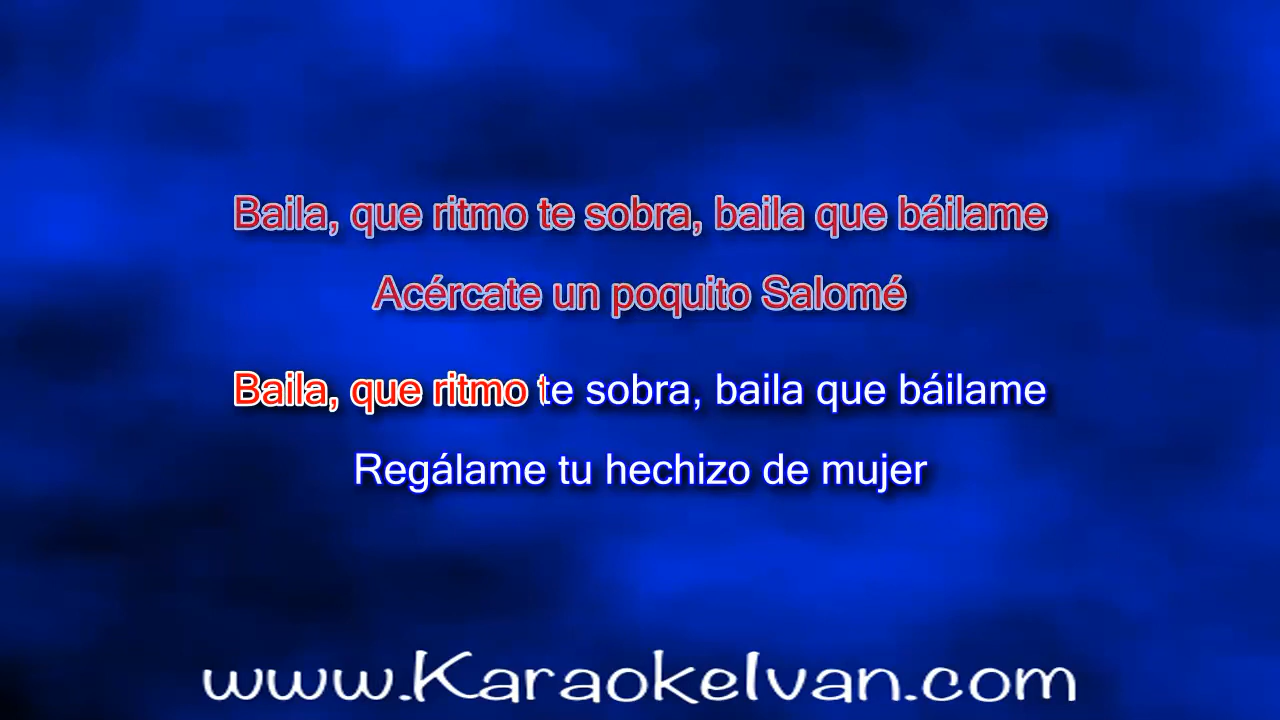 Baila, que ritmo te sobra, baila que báilame
Acércate un poquito Salomé
Baila, que ritmo te sobra, baila que báilame
Regálame tu hechizo de mujer
www.KaraokeIvan.com